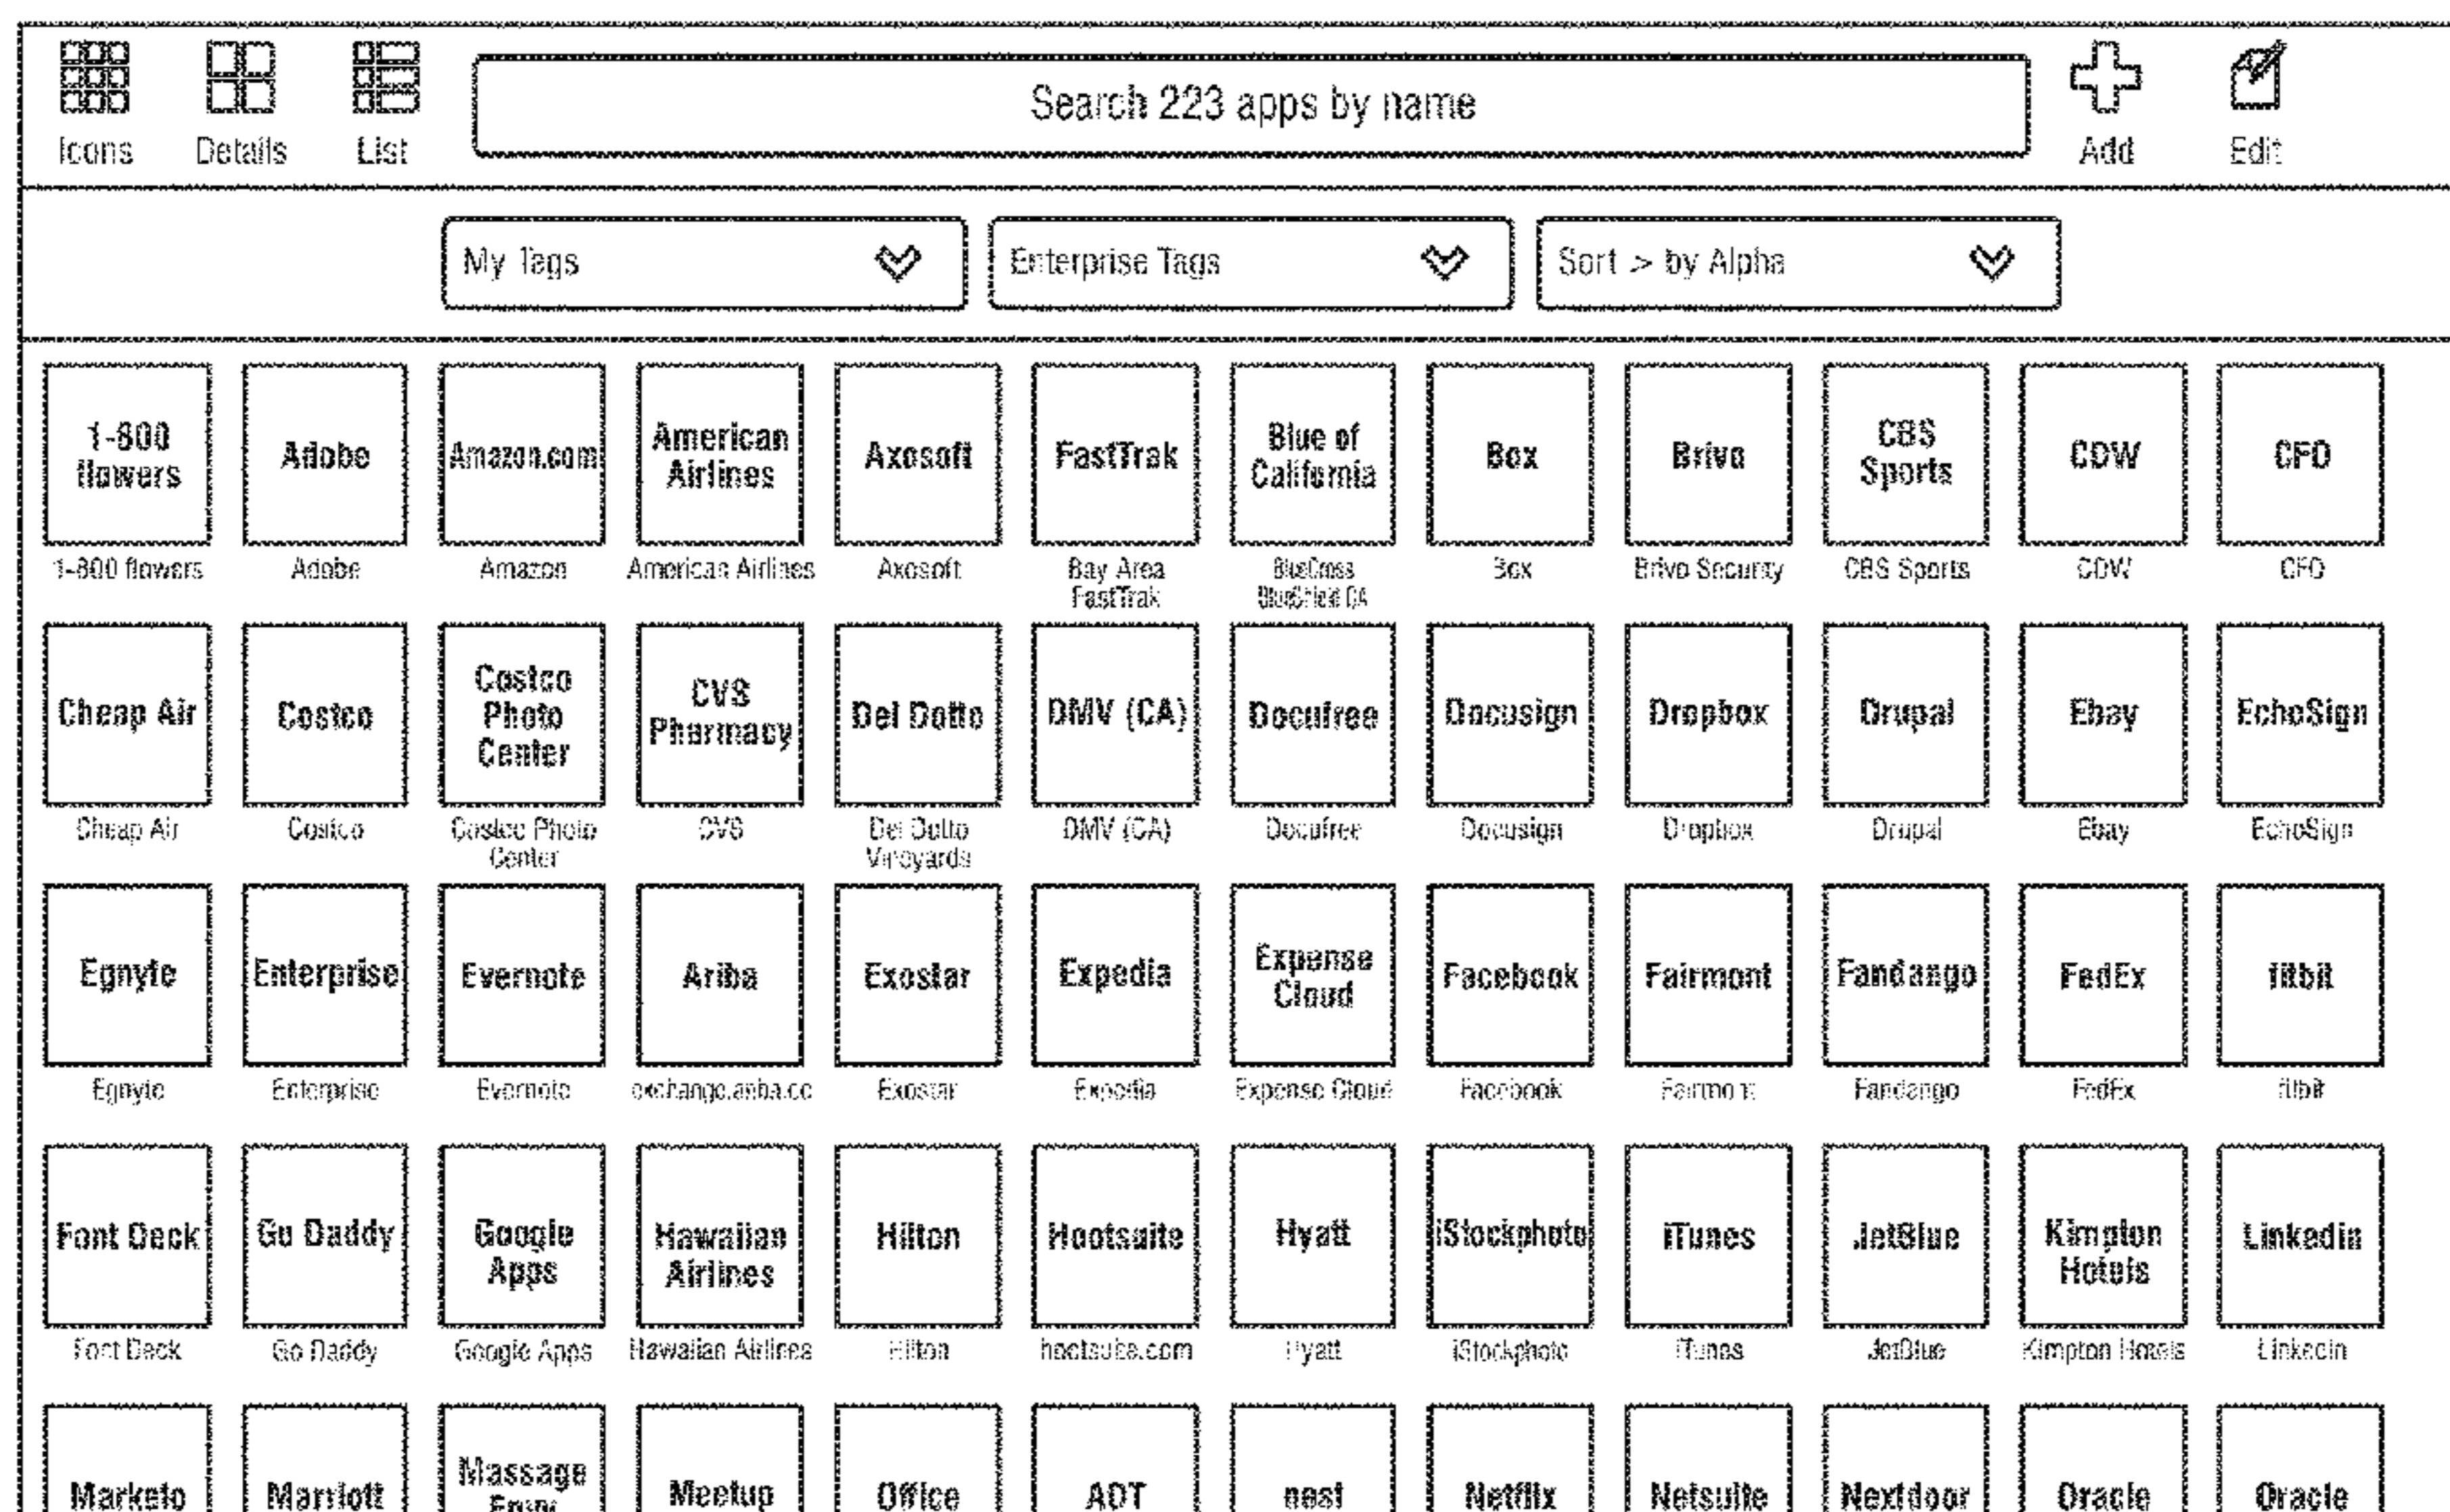 Search 223 apps by name
Icons Details List Add Edit
My Tags Enterprise Tags Sort > by Alpha
1-800 flowers
Adobe
Amazon.com
American Airlines
Axosoft
FastTrak
Blue of California
Box
Brivo
CBS Sports
CDW
CFO
1-800 flowers Adobe Amazon American Airlines Axosoft Bay Area FastTrak BlueCross BlueShield CA Box Brivo Security CBS Sports CDW CFO
Cheap Air
Costco
Costco Photo Center
CVS Pharmacy
Del Dotto
DMV (CA)
Docufree
Docusign
Dropbox
Drupal
Ebay
EchoSign
Cheap Air Costco Costco Photo Center CVS Del Dotto Vineyards DMV (CA) Docufree Docusign Dropbox Drupal Ebay EchoSign
Egnyte
Enterprise
Evernote
Ariba
Exostar
Expedia
Expense Cloud
Facebook
Fairmont
Fandango
FedEx
fitbit
Egnyte Enterprise Evernote exchange.ariba.co Exostar Expedia Expense Cloud Facebook Fairmont Fandango FedEx fitbit
Font Deck
Go Daddy
Google Apps
Hawaiian Airlines
Hilton
Hootsuite
Hyatt
iStockphoto
iTunes
JetBlue
Kimpton Hotels
Linkedin
Font Deck Go Daddy Google Apps Hawaiian Airlines Hilton hootsuite.com Hyatt iStockphoto iTunes JetBlue Kimpton Hotels Linkedin
Marketo
Marriott
Massage
Meetup
Office
ADT
nest
Netflix
Netsuite
Nextdoor
Oracle
Oracle